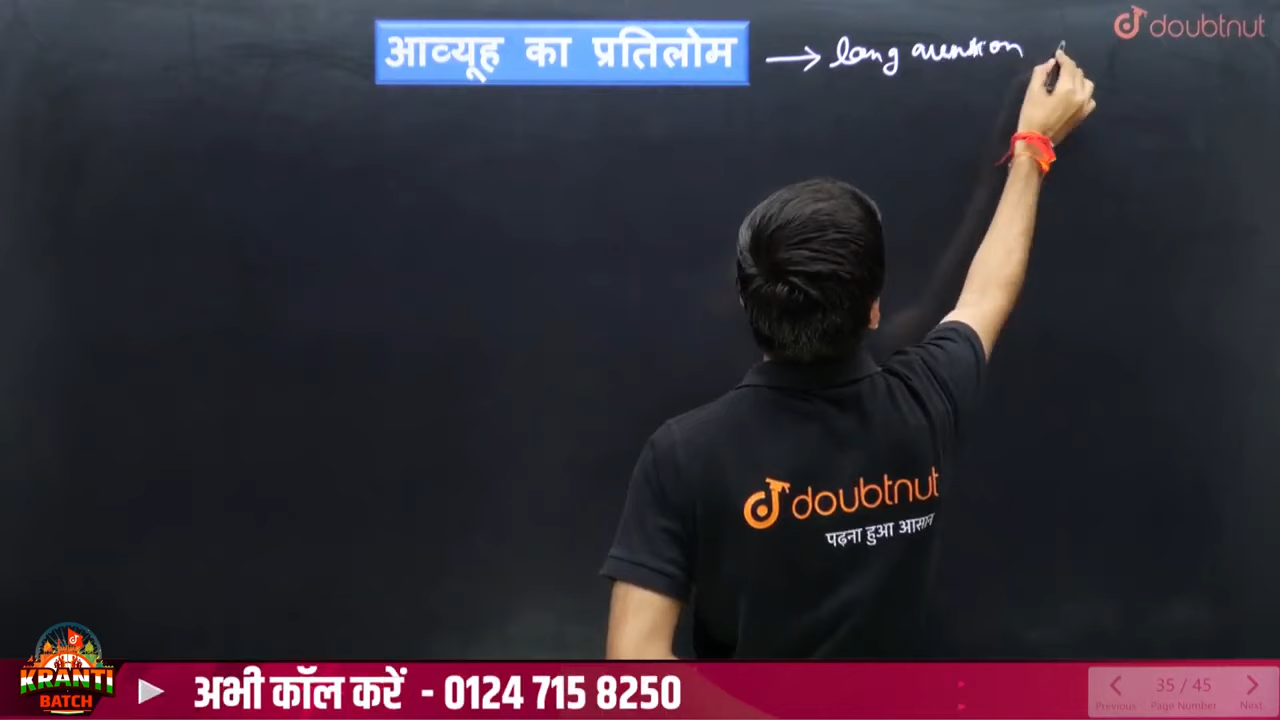 आव्यूह का प्रतिलोम → long question
doubtnut
doubtnut
पढ़ना हुआ आसान
KRANTI
BATCH
अभी कॉल करें - 0124 715 8250
35 / 45
Previous Page Number Next